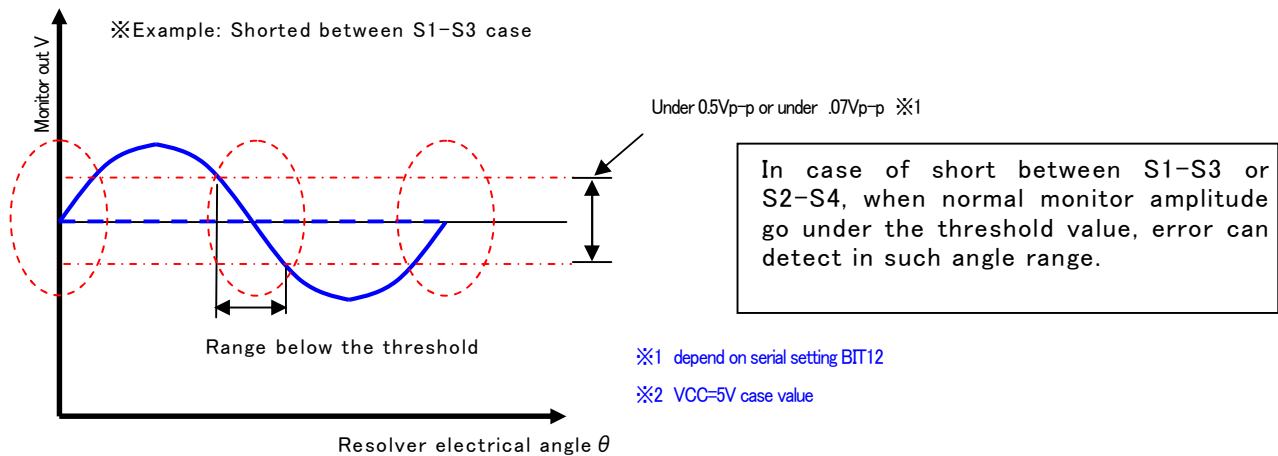 ※Example: Shorted between S1-S3 case
Monitor out V
Under 0.5Vp-p or under .07Vp-p ※1
In case of short between S1-S3 or
S2-S4, when normal monitor amplitude
go under the threshold value, error can
detect in such angle range.
Range below the threshold
※1 depend on serial setting BIT12
※2 VCC=5V case value
Resolver electrical angle θ